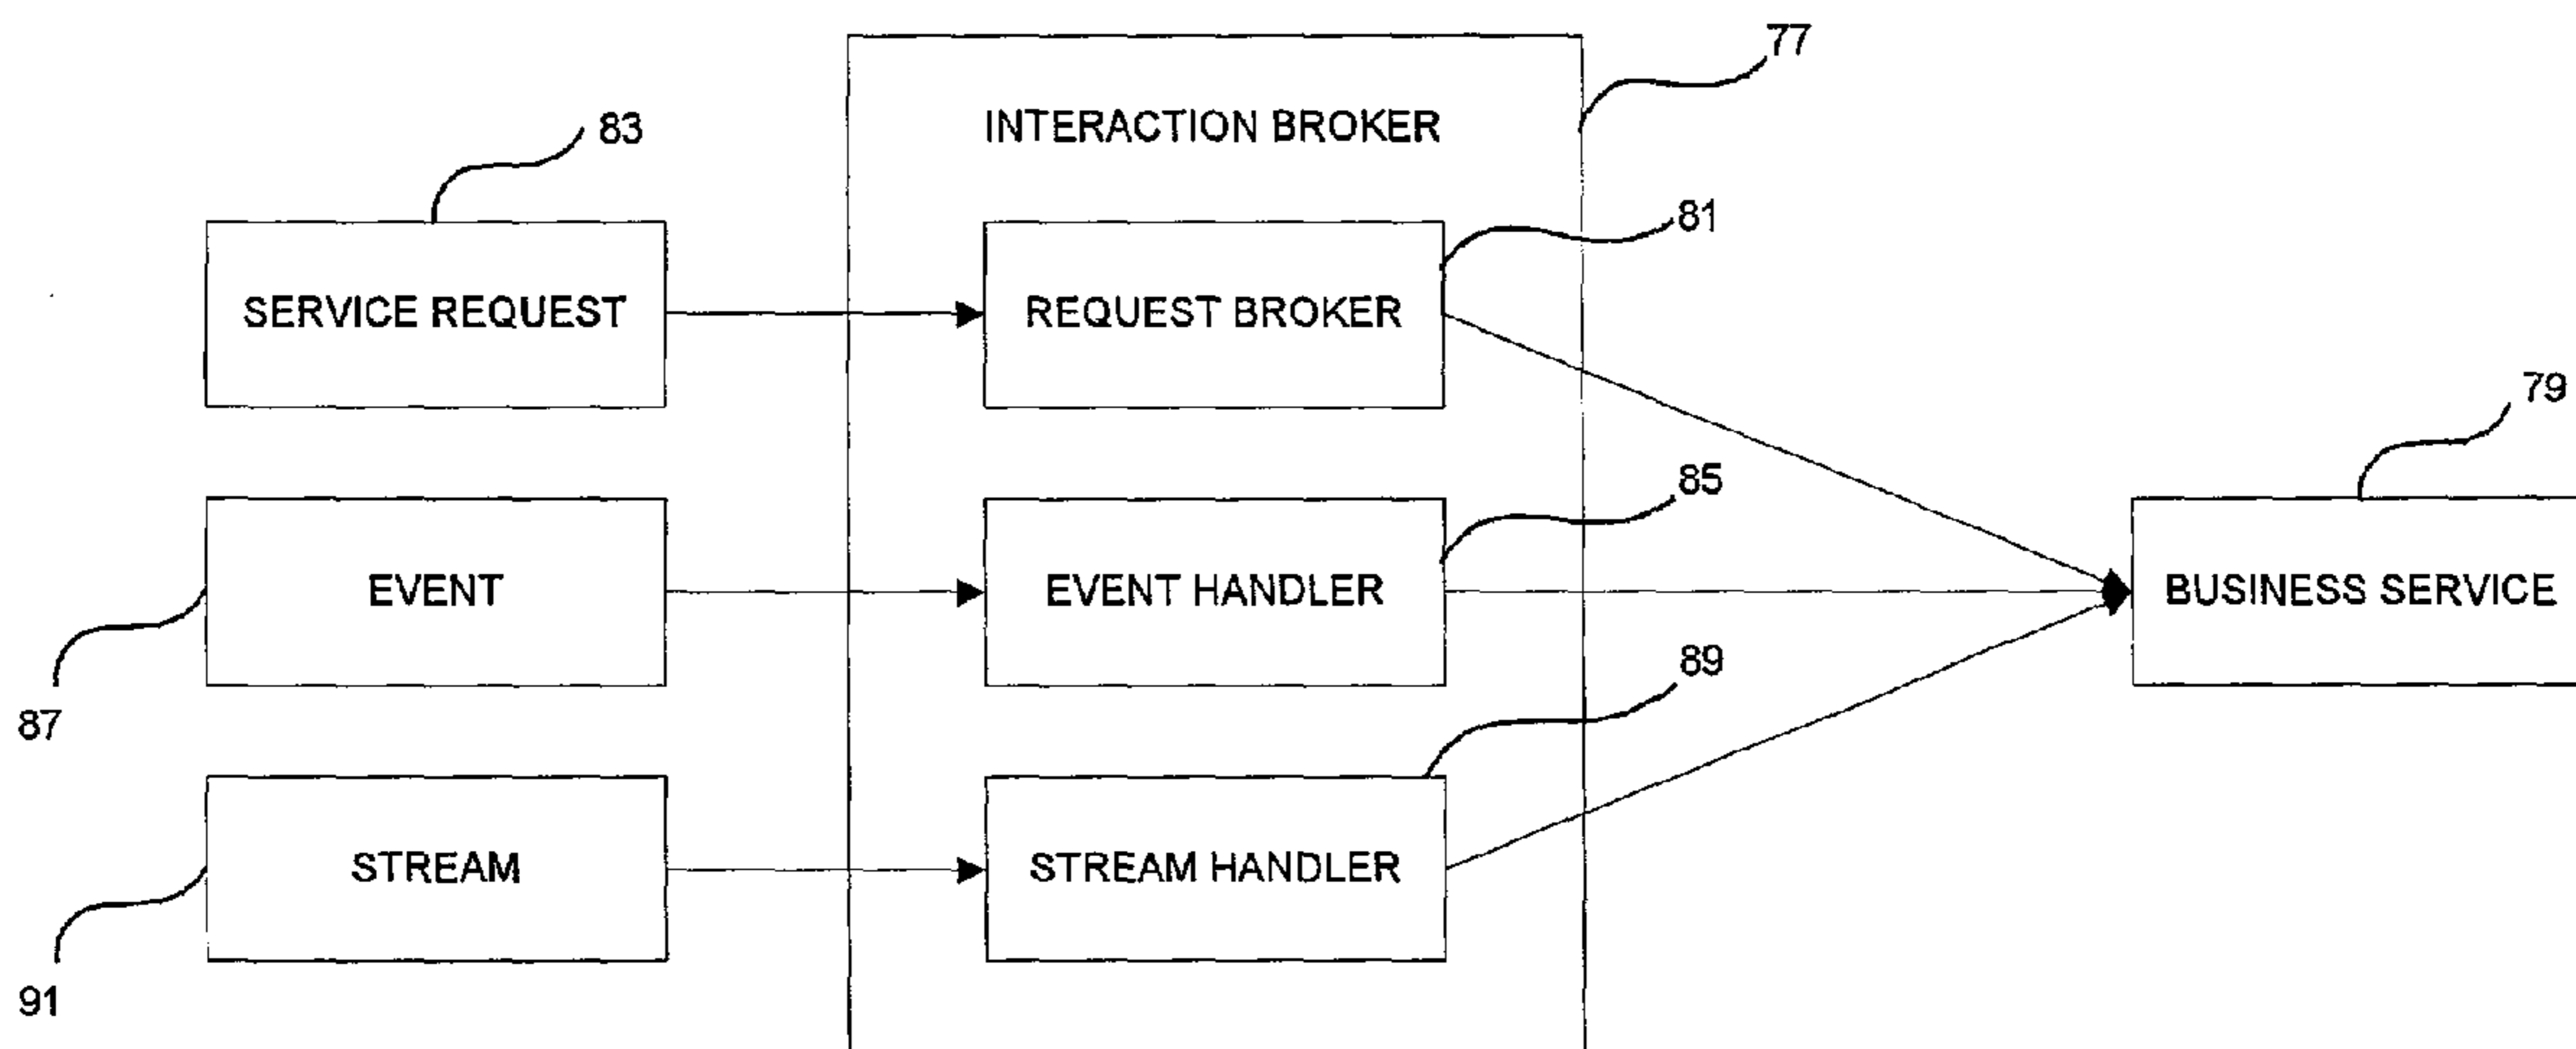 77
83
INTERACTION BROKER
81
SERVICE REQUEST
REQUEST BROKER
79
85
EVENT
EVENT HANDLER
BUSINESS SERVICE
89
87
STREAM
STREAM HANDLER
91